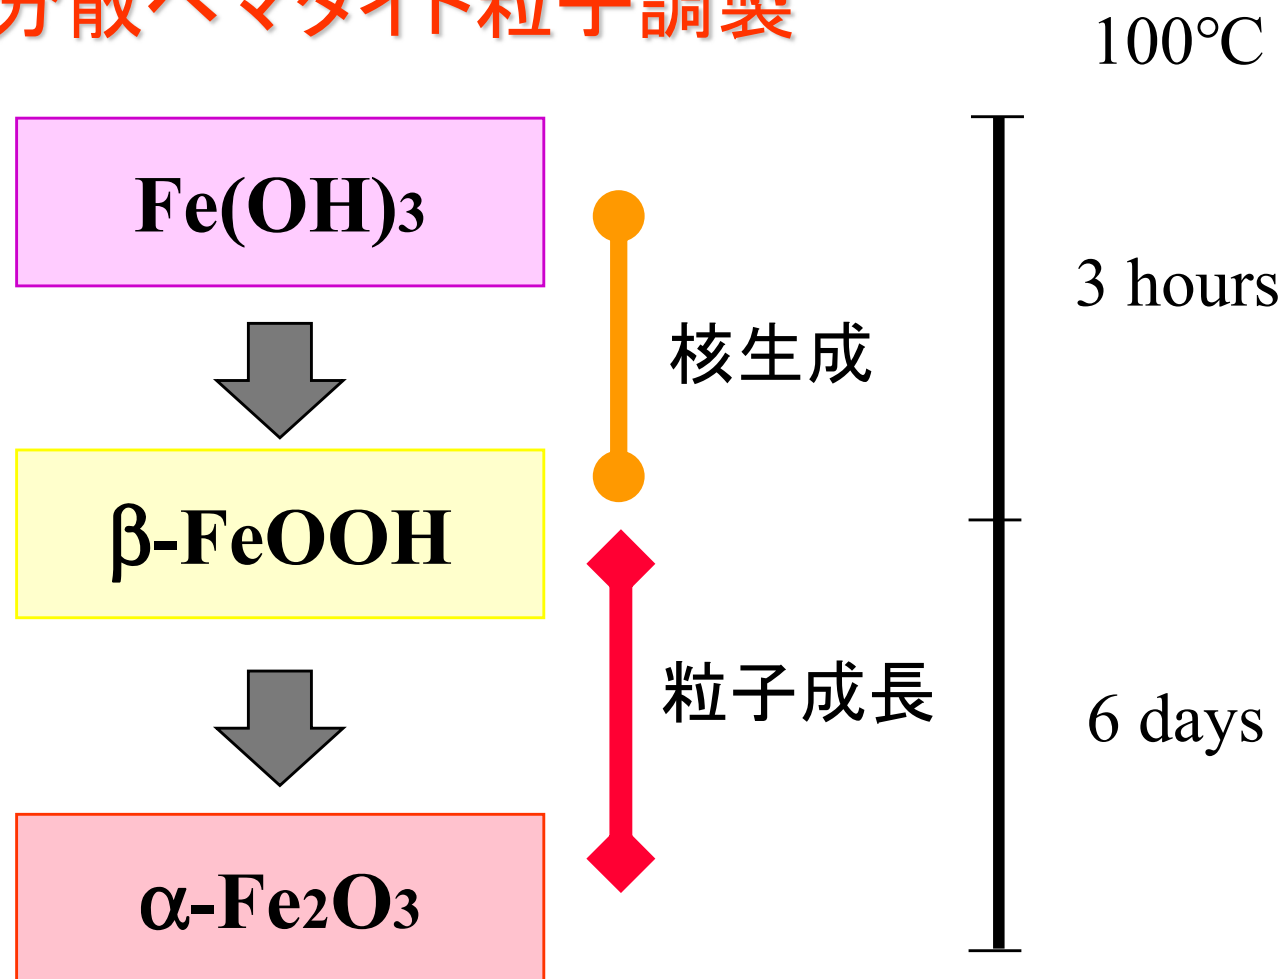 分散ヘマタイト粒子調製
100℃
Fe(OH)3
3 hours
核生成
β-FeOOH
粒子成長
6 days
α-Fe2O3